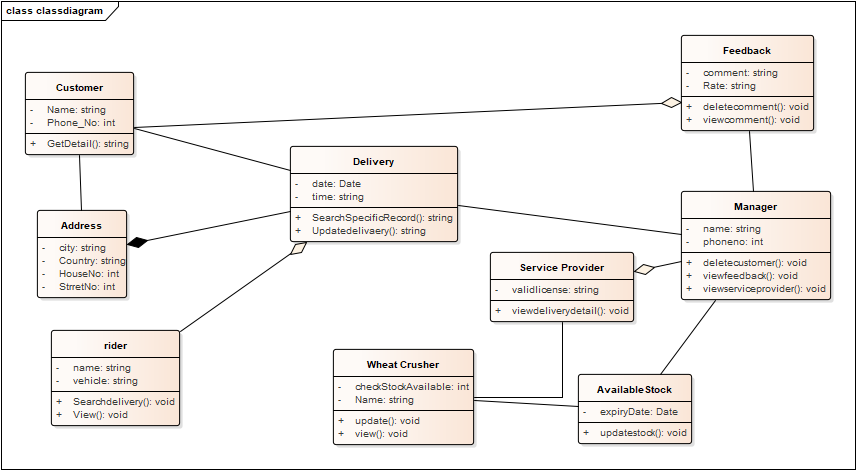 class classdiagram
Feedback
- comment: string
- Rate: string
+ deletecomment(): void
+ viewcomment(): void
Customer
- Name: string
- Phone_No: int
+ GetDetail(): string
Delivery
- date: Date
- time: string
+ SearchSpecificRecord(): string
+ Updatedelivaery(): string
Manager
- name: string
- phoneno: int
+ deletecustomer(): void
+ viewfeedback(): void
+ viewserviceprovider(): void
Address
- city: string
- Country: string
- HouseNo: int
- StrretNo: int
Service Provider
- validlicense: string
+ viewdeliverydetail(): void
rider
- name: string
- vehicle: string
+ Searchdelivery(): void
+ View(): void
Wheat Crusher
- checkStockAvailable: int
- Name: string
+ update(): void
+ view(): void
AvailableStock
- expiryDate: Date
+ updatestock(): void